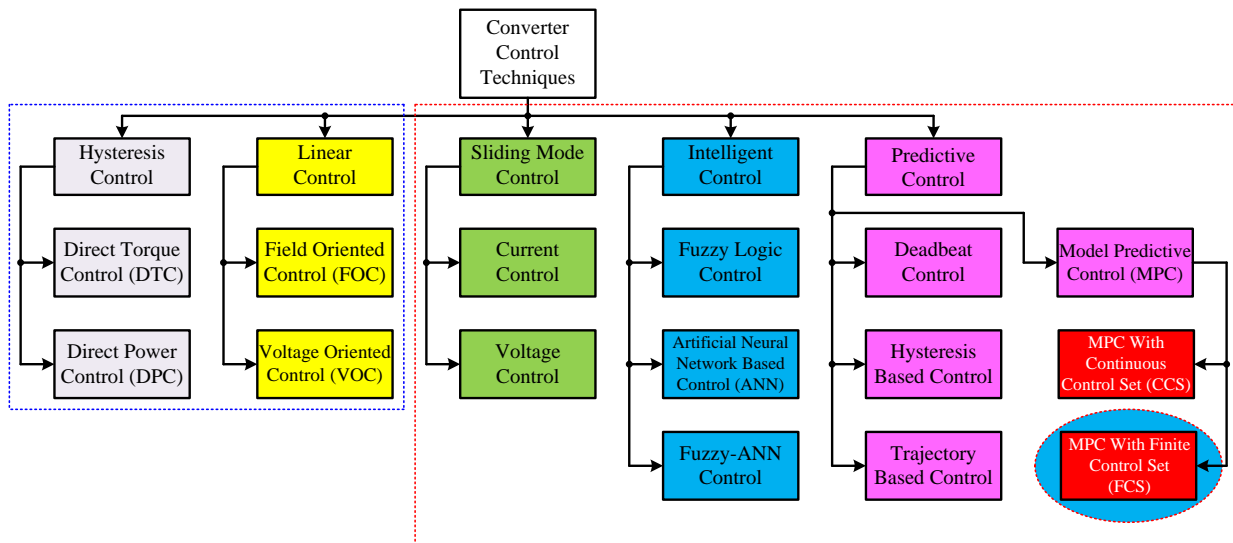 Converter
Control
Techniques
Hysteresis
Control
Linear
Control
Sliding Mode
Control
Intelligent
Control
Predictive
Control
Direct Torque
Control (DTC)
Field Oriented
Control (FOC)
Current
Control
Fuzzy Logic
Control
Deadbeat
Control
Model Predictive
Control (MPC)
Direct Power
Control (DPC)
Voltage Oriented
Control (VOC)
Voltage
Control
Artificial Neural
Network Based
Control (ANN)
Hysteresis
Based Control
MPC With
Continuous
Control Set (CCS)
Fuzzy-ANN
Control
Trajectory
Based Control
MPC With Finite
Control Set
(FCS)